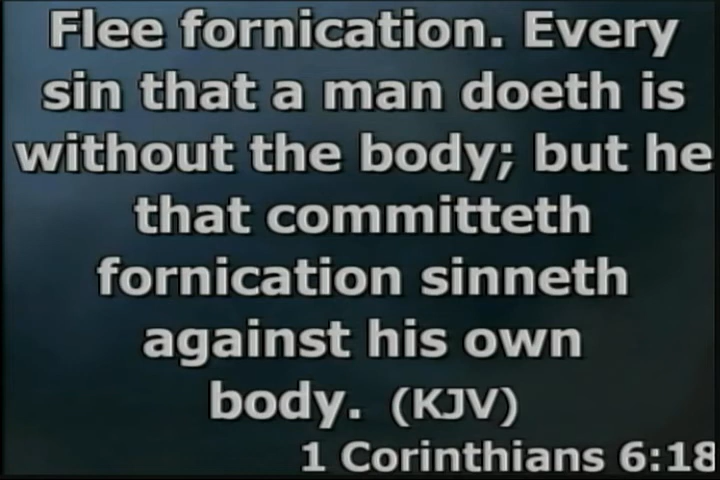 Flee fornication. Every
sin that a man doeth is
without the body; but he
that committeth
fornication sinneth
against his own
body. (KJV)
1 Corinthians 6:18